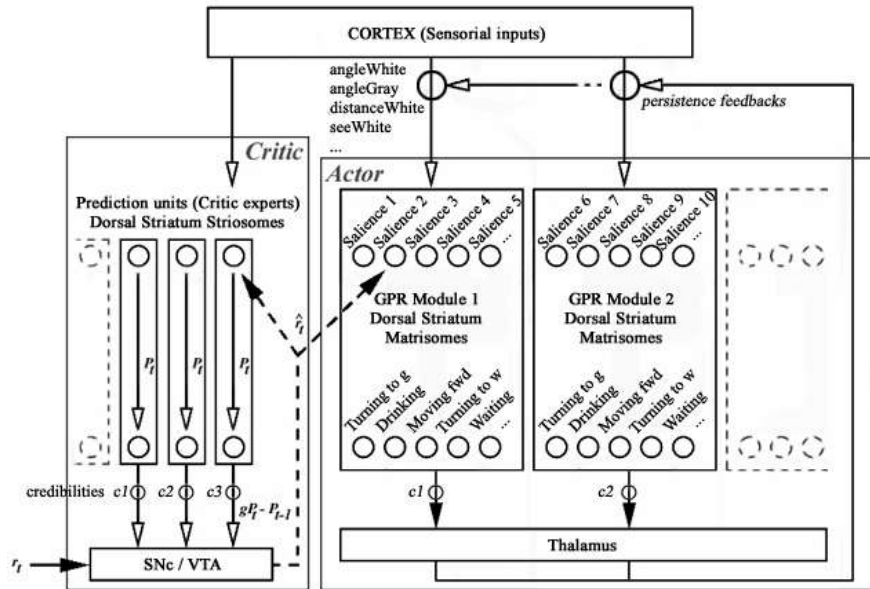 CORTEX (Sensorial inputs)
angleWhite
angleGray
distanceWhite
seeWhite
...
persistence feedbacks
Critic
Actor
Prediction units (Critic experts)
Dorsal Striatum Striosomes
Salience 1
Salience 2
Salience 3
Salience 4
Salience 5
...
Salience 6
Salience 7
Salience 8
Salience 9
Salience 10
...
r̂t
GPR Module 1
Dorsal Striatum
Matrisomes
GPR Module 2
Dorsal Striatum
Matrisomes
Pt
Pt
Pt
Turning to g
Drinking
Moving fwd
Turning to w
Waiting
...
Turning to g
Drinking
Moving fwd
Turning to w
Waiting
...
credibilities c1 c2 c3
gPt - Pt-1
c1
c2
rt
SNc / VTA
Thalamus